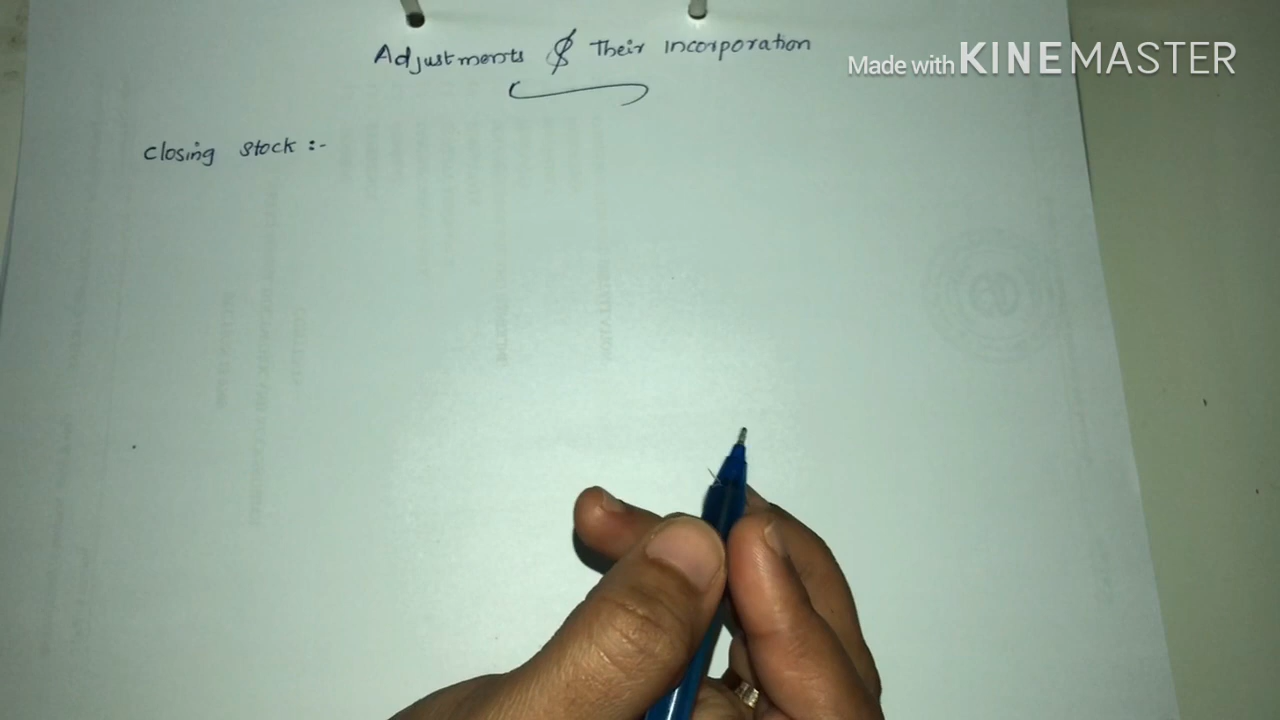 Adjustments & Their Incorporation
Made with KINEMASTER
Closing stock :-